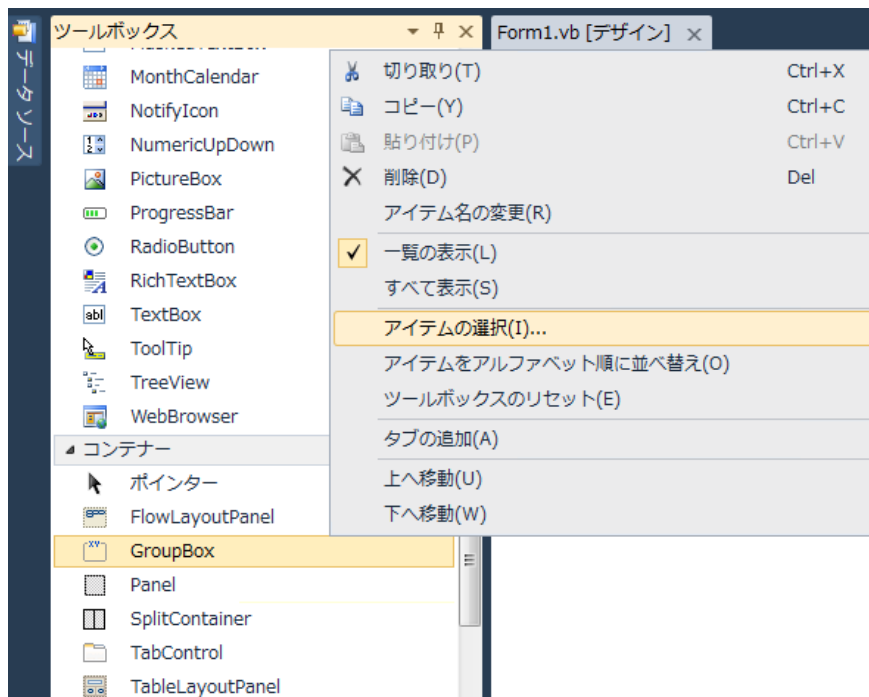 データ ソース
ツールボックス
Form1.vb [デザイン]
MonthCalendar
NotifyIcon
NumericUpDown
PictureBox
ProgressBar
RadioButton
RichTextBox
TextBox
ToolTip
TreeView
WebBrowser
コンテナー
ポインター
FlowLayoutPanel
GroupBox
Panel
SplitContainer
TabControl
TableLayoutPanel
切り取り(T) Ctrl+X
コピー(Y) Ctrl+C
貼り付け(P) Ctrl+V
削除(D) Del
アイテム名の変更(R)
一覧の表示(L)
すべて表示(S)
アイテムの選択(I)...
アイテムをアルファベット順に並べ替え(O)
ツールボックスのリセット(E)
タブの追加(A)
上へ移動(U)
下へ移動(W)